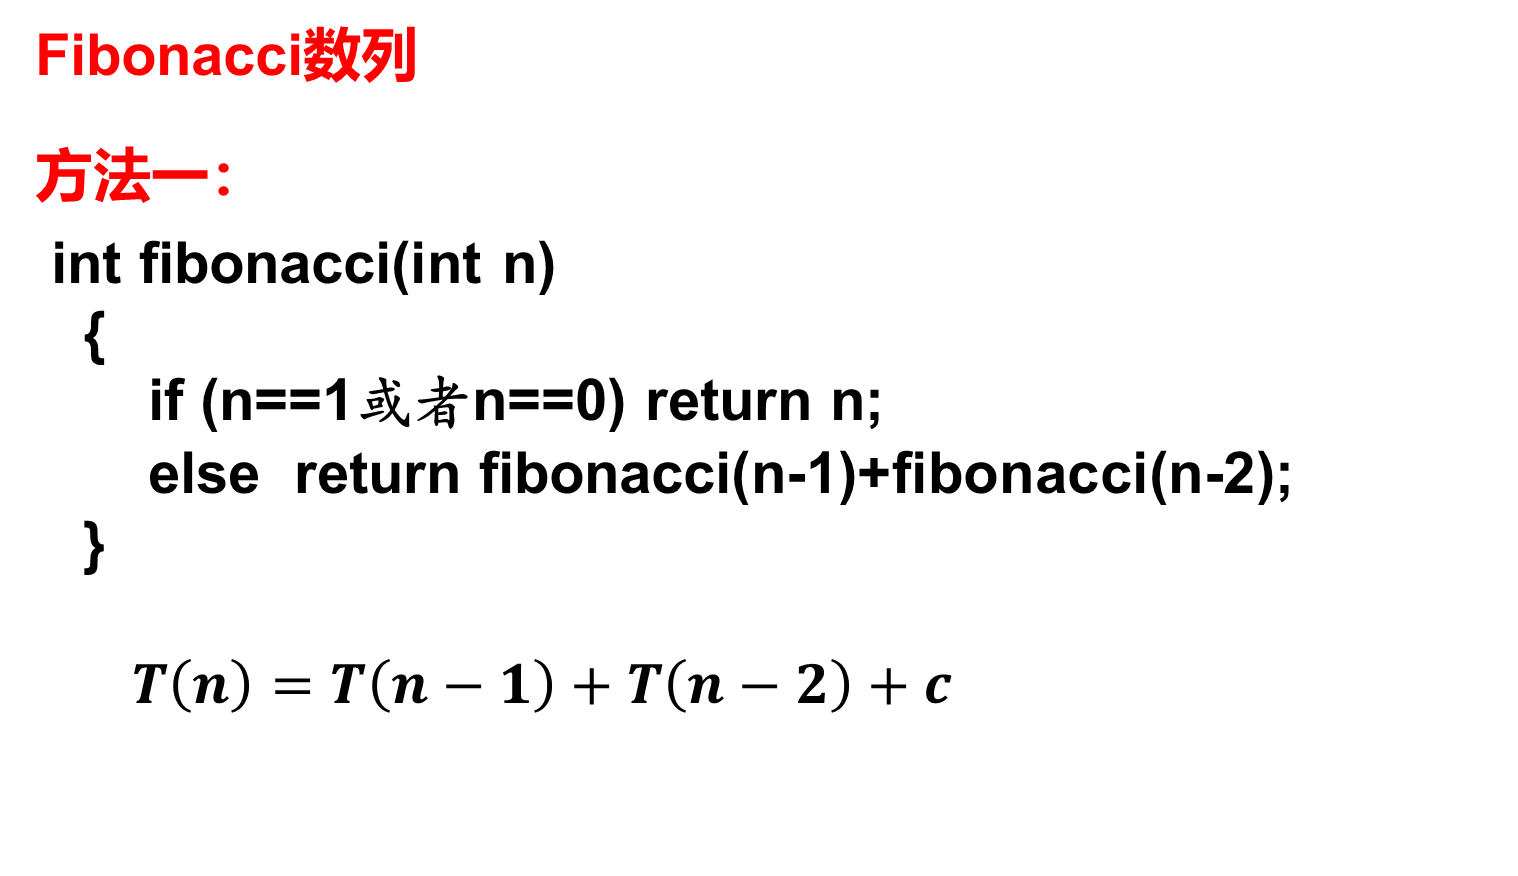 Fibonacci数列
方法一：
int fibonacci(int n)
{
if (n==1或者n==0) return n;
else return fibonacci(n-1)+fibonacci(n-2);
}
T(n) = T(n − 1) + T(n − 2) + c